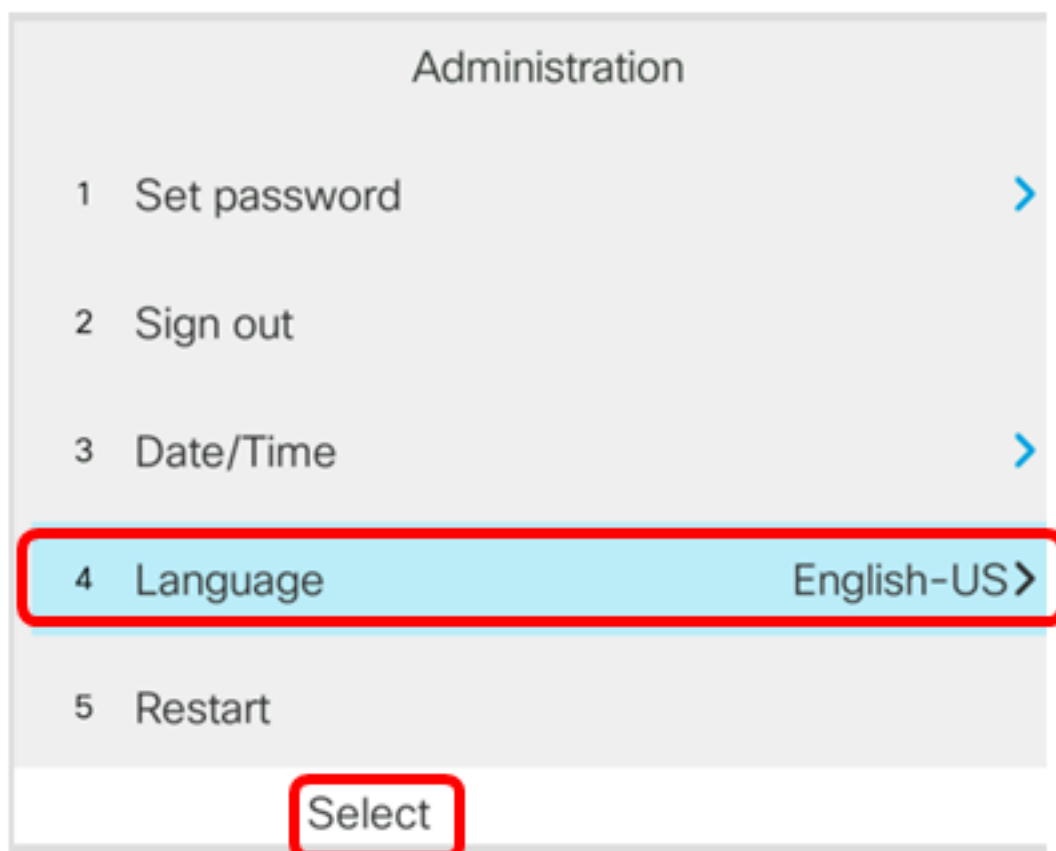 Administration
1 Set password
2 Sign out
3 Date/Time
4 Language English-US
5 Restart
Select